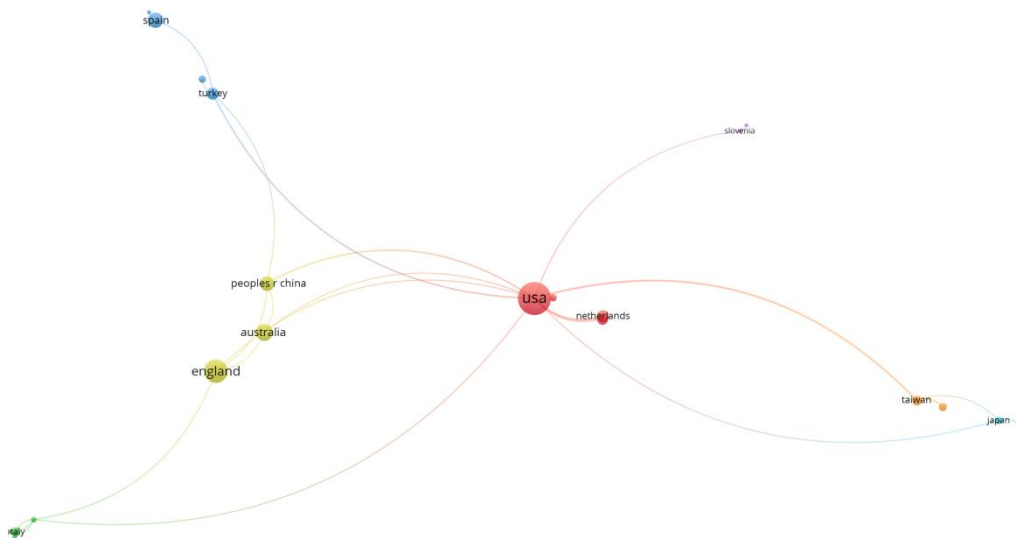 spain
turkey
slovenia
peoples r china
usa
netherlands
australia
england
taiwan
japan
italy